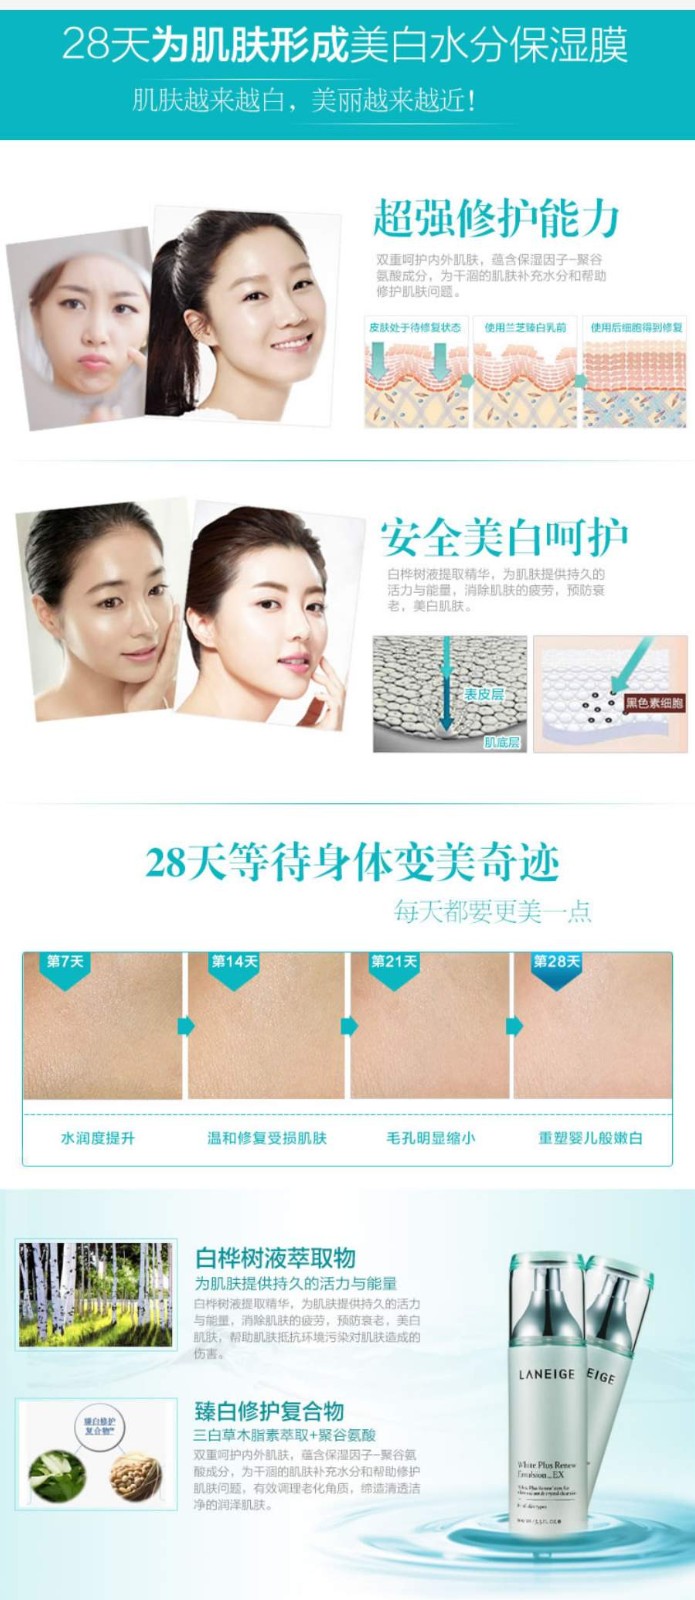 28天为肌肤形成美白水分保湿膜
肌肤越来越白，美丽越来越近！
超强修护能力
双重呵护内外肌肤，蕴含保湿因子-聚谷
氨酸成分，为干涸的肌肤补充水分和帮助
修护肌肤问题。
皮肤处于待修复状态
使用兰芝臻白乳前
使用后细胞得到修复
安全美白呵护
白桦树液提取精华，为肌肤提供持久的
活力与能量，消除肌肤的疲劳，预防衰
老，美白肌肤。
表皮层
肌底层
黑色素细胞
28天等待身体变美奇迹
每天都要更美一点
第7天
第14天
第21天
第28天
水润度提升
温和修复受损肌肤
毛孔明显缩小
重塑婴儿般嫩白
白桦树液萃取物
为肌肤提供持久的活力与能量
白桦树液提取精华，为肌肤提供持久的活力
与能量，消除肌肤的疲劳，预防衰老，美白
肌肤，帮助肌肤抵抗环境污染对肌肤造成的
伤害。
臻白修护
复合物™
臻白修护复合物
三白草木脂素萃取+聚谷氨酸
双重呵护内外肌肤，蕴含保湿因子-聚谷氨
酸成分，为干涸的肌肤补充水分和帮助修护
肌肤问题，有效调理老化角质，缔造清透洁
净的润泽肌肤。
LANEIGE
EIGE
White Plus Renew
Emulsion_EX